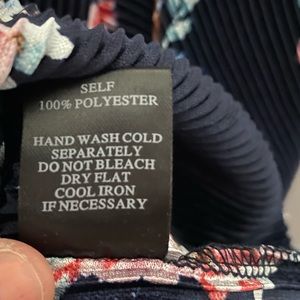 SELF
100% POLYESTER
HAND WASH COLD
SEPARATELY
DO NOT BLEACH
DRY FLAT
COOL IRON
IF NECESSARY